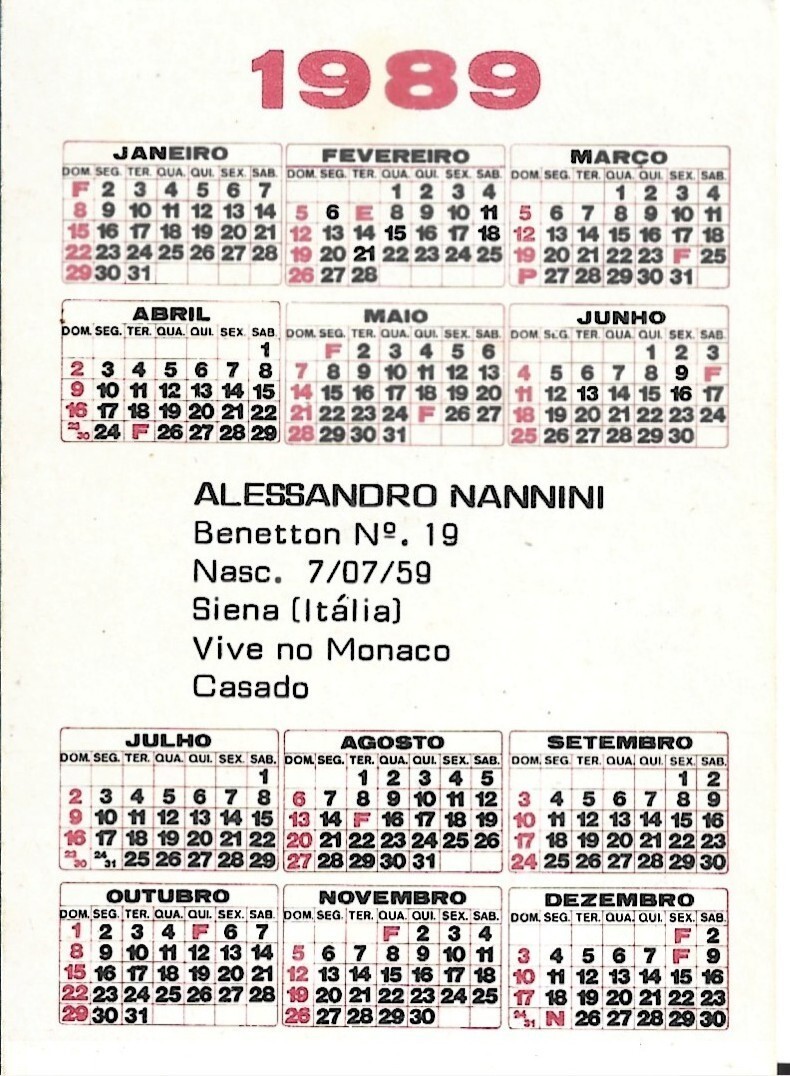 1989
JANEIRO
DOM. SEG. TER. QUA. QUI. SEX. SAB.
F 2 3 4 5 6 7
8 9 10 11 12 13 14
15 16 17 18 19 20 21
22 23 24 25 26 27 28
29 30 31
FEVEREIRO
DOM. SEG. TER. QUA. QUI. SEX. SAB.
1 2 3 4
5 6 E 8 9 10 11
12 13 14 15 16 17 18
19 20 21 22 23 24 25
26 27 28
MARÇO
DOM. SEG. TER. QUA. QUI. SEX. SAB.
1 2 3 4
5 6 7 8 9 10 11
12 13 14 15 16 17 18
19 20 21 22 23 F 25
P 27 28 29 30 31
ABRIL
DOM. SEG. TER. QUA. QUI. SEX. SAB.
1
2 3 4 5 6 7 8
9 10 11 12 13 14 15
16 17 18 19 20 21 22
23/30 24 F 26 27 28 29
MAIO
DOM. SEG. TER. QUA. QUI. SEX. SAB.
F 2 3 4 5 6
7 8 9 10 11 12 13
14 15 16 17 18 19 20
21 22 23 24 F 26 27
28 29 30 31
JUNHO
DOM. SEG. TER. QUA. QUI. SEX. SAB.
1 2 3
4 5 6 7 8 9 F
11 12 13 14 15 16 17
18 19 20 21 22 23 24
25 26 27 28 29 30
ALESSANDRO NANNINI
Benetton Nº. 19
Nasc. 7/07/59
Siena (Itália)
Vive no Monaco
Casado
JULHO
DOM. SEG. TER. QUA. QUI. SEX. SAB.
1
2 3 4 5 6 7 8
9 10 11 12 13 14 15
16 17 18 19 20 21 22
23/30 24/31 25 26 27 28 29
AGOSTO
DOM. SEG. TER. QUA. QUI. SEX. SAB.
1 2 3 4 5
6 7 8 9 10 11 12
13 14 F 16 17 18 19
20 21 22 23 24 25 26
27 28 29 30 31
SETEMBRO
DOM. SEG. TER. QUA. QUI. SEX. SAB.
1 2
3 4 5 6 7 8 9
10 11 12 13 14 15 16
17 18 19 20 21 22 23
24 25 26 27 28 29 30
OUTUBRO
DOM. SEG. TER. QUA. QUI. SEX. SAB.
1 2 3 4 F 6 7
8 9 10 11 12 13 14
15 16 17 18 19 20 21
22 23 24 25 26 27 28
29 30 31
NOVEMBRO
DOM. SEG. TER. QUA. QUI. SEX. SAB.
F 2 3 4
5 6 7 8 9 10 11
12 13 14 15 16 17 18
19 20 21 22 23 24 25
26 27 28 29 30
DEZEMBRO
DOM. SEG. TER. QUA. QUI. SEX. SAB.
F 2
3 4 5 6 7 F 9
10 11 12 13 14 15 16
17 18 19 20 21 22 23
24/31 N 26 27 28 29 30